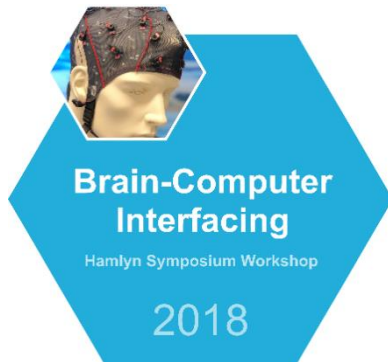 Brain-Computer
Interfacing
Hamlyn Symposium Workshop
2018